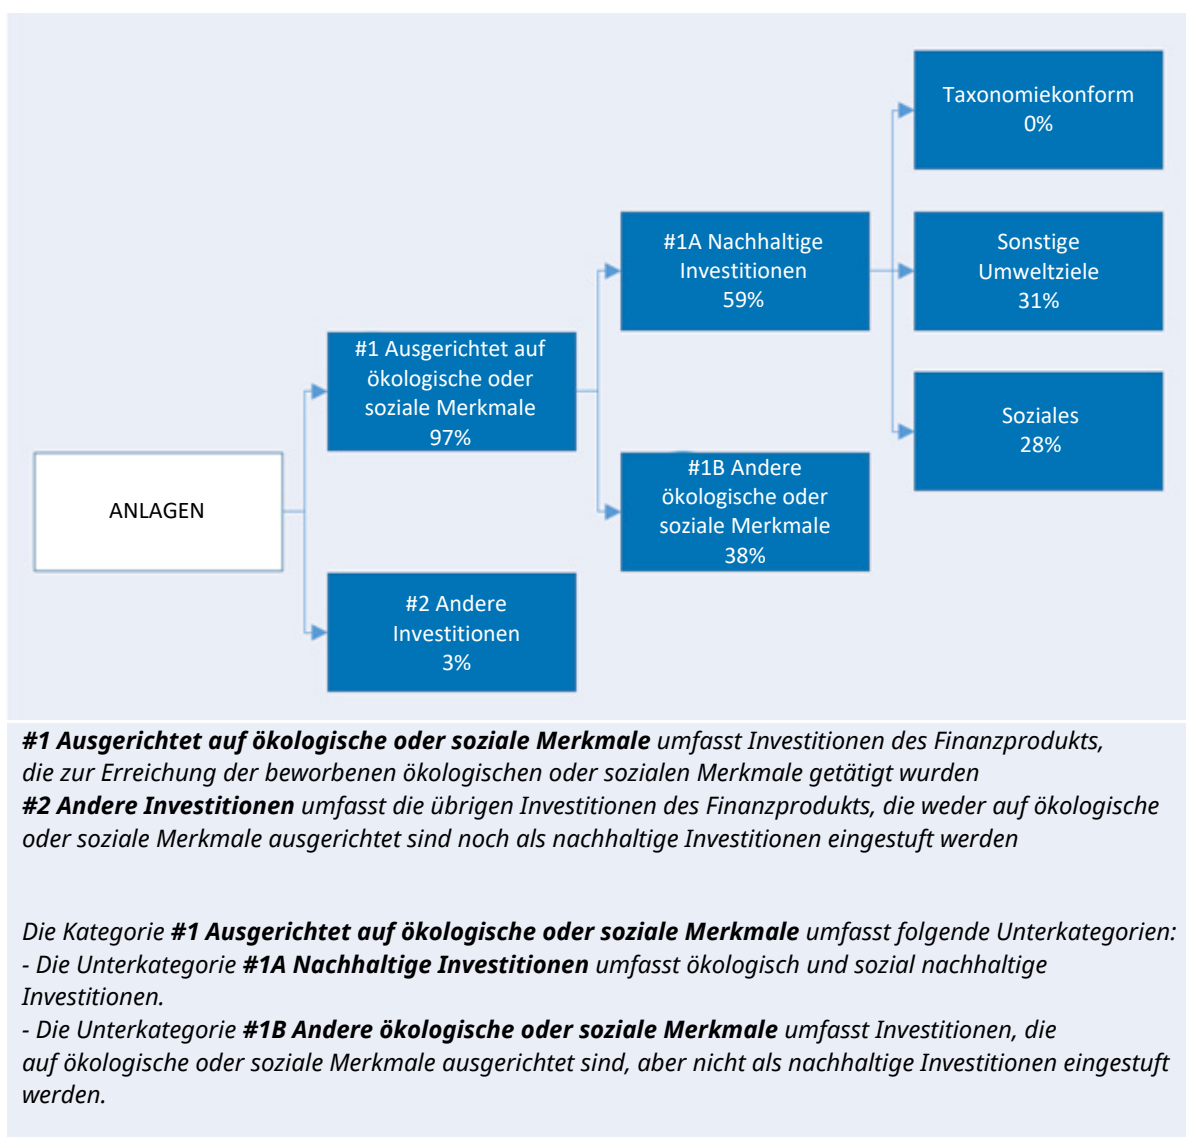 Taxonomiekonform
0%
#1A Nachhaltige
Investitionen
59%
Sonstige
Umweltziele
31%
#1 Ausgerichtet auf
ökologische oder
soziale Merkmale
97%
Soziales
28%
ANLAGEN
#1B Andere
ökologische oder
soziale Merkmale
38%
#2 Andere
Investitionen
3%
#1 Ausgerichtet auf ökologische oder soziale Merkmale umfasst Investitionen des Finanzprodukts,
die zur Erreichung der beworbenen ökologischen oder sozialen Merkmale getätigt wurden
#2 Andere Investitionen umfasst die übrigen Investitionen des Finanzprodukts, die weder auf ökologische
oder soziale Merkmale ausgerichtet sind noch als nachhaltige Investitionen eingestuft werden
Die Kategorie #1 Ausgerichtet auf ökologische oder soziale Merkmale umfasst folgende Unterkategorien:
- Die Unterkategorie #1A Nachhaltige Investitionen umfasst ökologisch und sozial nachhaltige
Investitionen.
- Die Unterkategorie #1B Andere ökologische oder soziale Merkmale umfasst Investitionen, die
auf ökologische oder soziale Merkmale ausgerichtet sind, aber nicht als nachhaltige Investitionen eingestuft
werden.